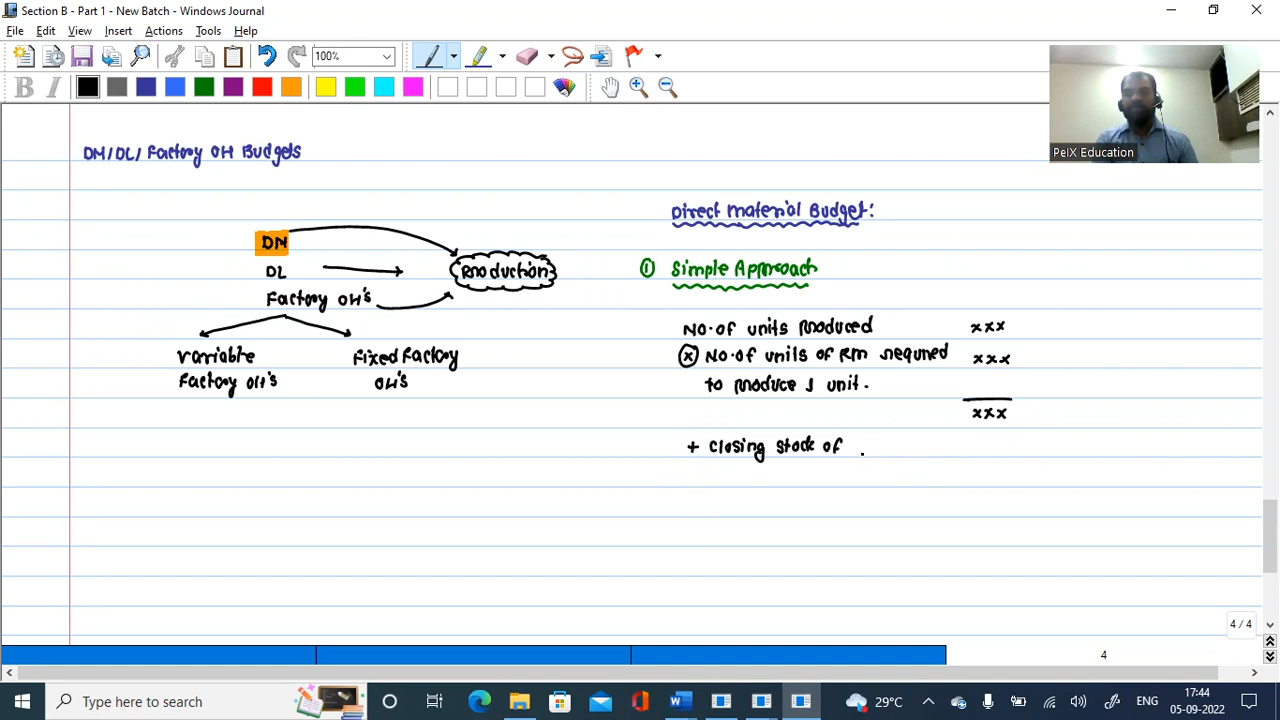 Section B - Part 1 - New Batch - Windows Journal
File Edit View Insert Actions Tools Help
100%
B I
PelX Education
DM/DL/Factory OH Budgets
Direct Material Budget:
DM
DL
Factory OH's
Production
① Simple Approach
Variable
Factory OH's
Fixed Factory
OH's
No. of units Produced xxx
(x) No. of units of RM required xxx
to produce 1 unit.
xxx
+ Closing Stock of
4 / 4
4
Type here to search
29°C
ENG
17:44
05-09-2022